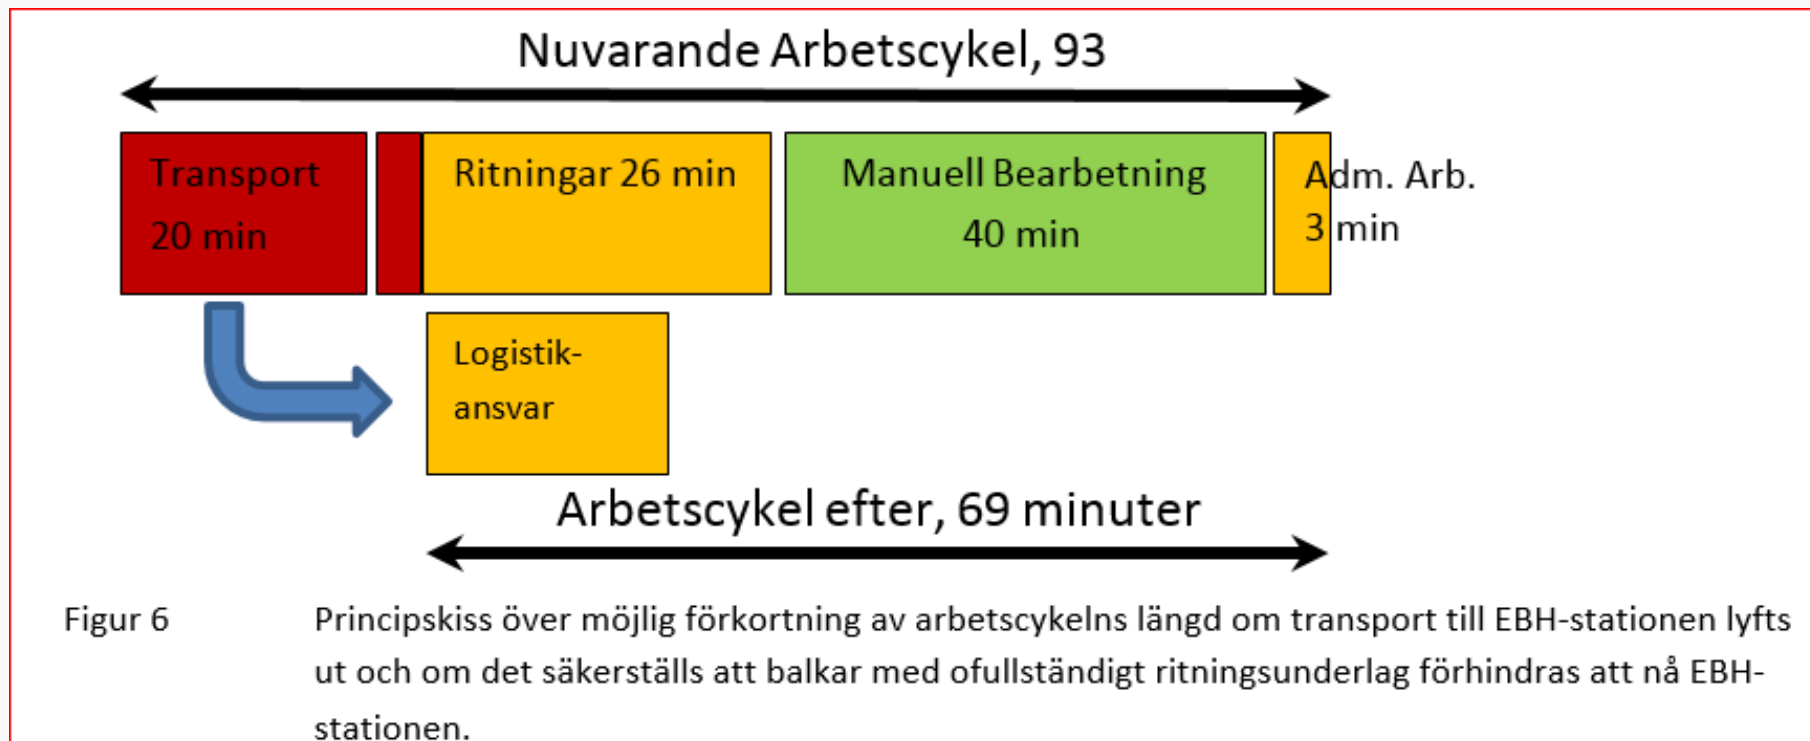 Nuvarande Arbetscykel, 93
Transport
20 min
Ritningar 26 min
Manuell Bearbetning
40 min
Adm. Arb.
3 min
Logistik-
ansvar
Arbetscykel efter, 69 minuter
Figur 6 Principskiss över möjlig förkortning av arbetscykelns längd om transport till EBH-stationen lyfts
ut och om det säkerställs att balkar med ofullständigt ritningsunderlag förhindras att nå EBH-
stationen.